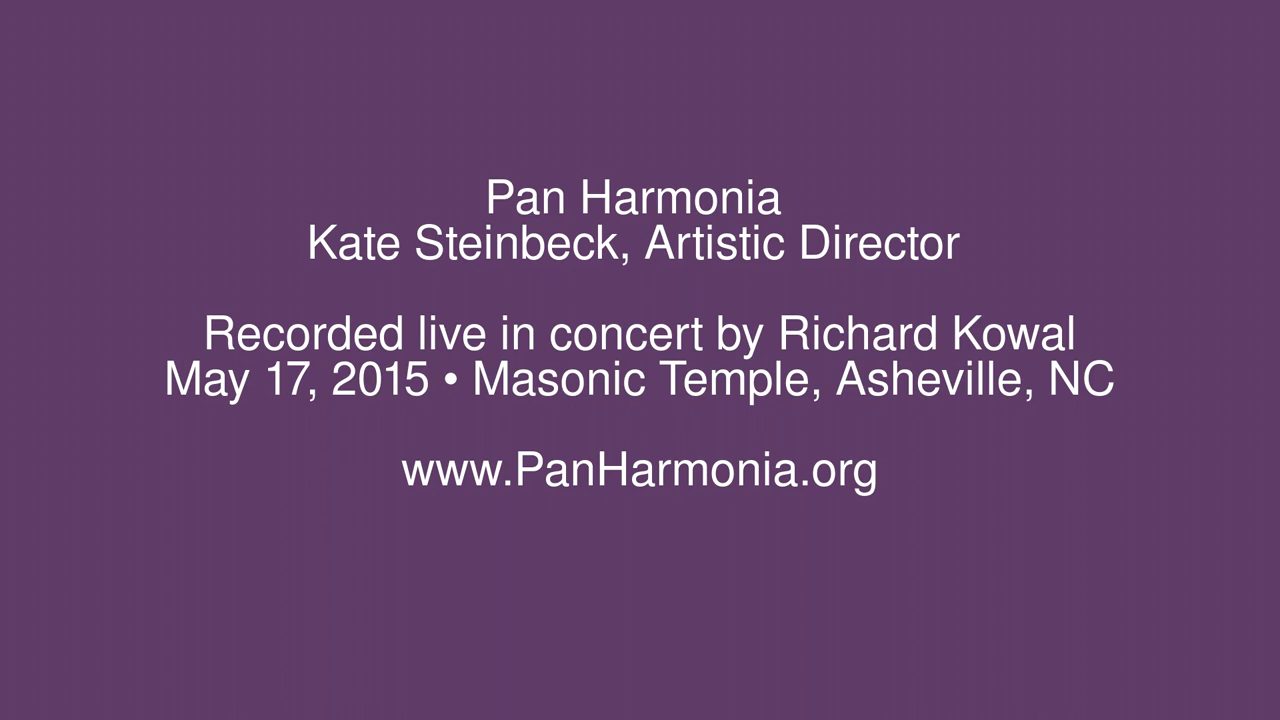 Pan Harmonia
Kate Steinbeck, Artistic Director
Recorded live in concert by Richard Kowal
May 17, 2015 • Masonic Temple, Asheville, NC
www.PanHarmonia.org